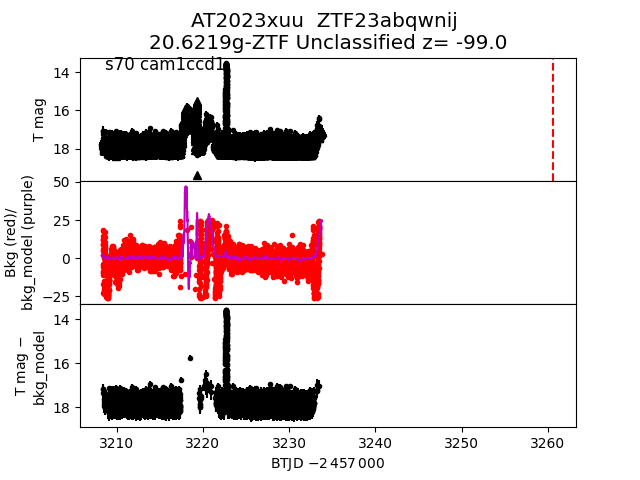 AT2023xuu  ZTF23abqwnij
20.6219g-ZTF Unclassified z= -99.0
s70 cam1ccd1
T mag
14
16
18
Bkg (red)/
bkg_model (purple)
50
25
0
−25
T mag −
bkg_model
14
16
18
3210 3220 3230 3240 3250 3260
BTJD −2 457 000